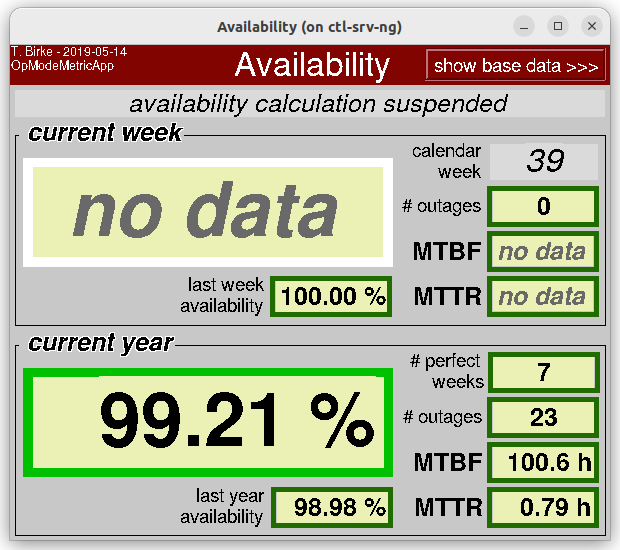 Availability (on ctl-srv-ng)
T. Birke - 2019-05-14
OpModeMetricApp
Availability
show base data >>>
availability calculation suspended
current week
no data
calendar
week
39
# outages
0
MTBF
no data
MTTR
no data
last week
availability
100.00 %
current year
99.21 %
# perfect
weeks
7
# outages
23
MTBF
100.6 h
MTTR
0.79 h
last year
availability
98.98 %